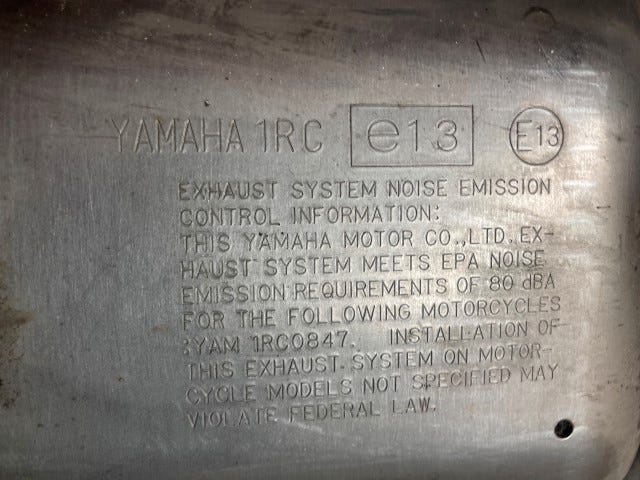 YAMAHA 1RC e13 E13
EXHAUST SYSTEM NOISE EMISSION
CONTROL INFORMATION:
THIS YAMAHA MOTOR CO.,LTD. EX-
HAUST SYSTEM MEETS EPA NOISE
EMISSION REQUIREMENTS OF 80 dBA
FOR THE FOLLOWING MOTORCYCLES
:YAM 1RC0847. INSTALLATION OF
THIS EXHAUST SYSTEM ON MOTOR-
CYCLE MODELS NOT SPECIFIED MAY
VIOLATE FEDERAL LAW.